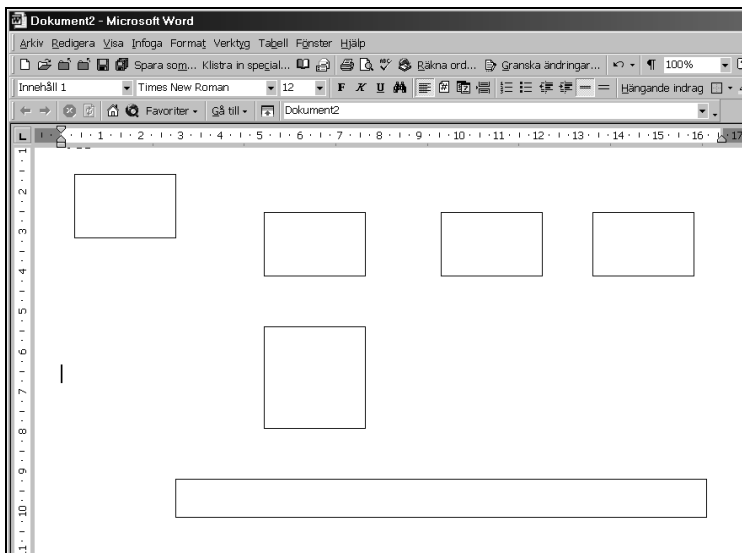 Dokument2 - Microsoft Word
Arkiv Redigera Visa Infoga Format Verktyg Tabell Fönster Hjälp
Spara som... Klistra in special... Räkna ord... Granska ändringar... ¶ 100%
Innehåll 1 Times New Roman 12 F K U Hängande indrag
Favoriter Gå till Dokument2
1 1 2 3 4 5 6 7 8 9 10 11 12 13 14 15 16 17
2
3
4
5
6
7
8
9
10
11